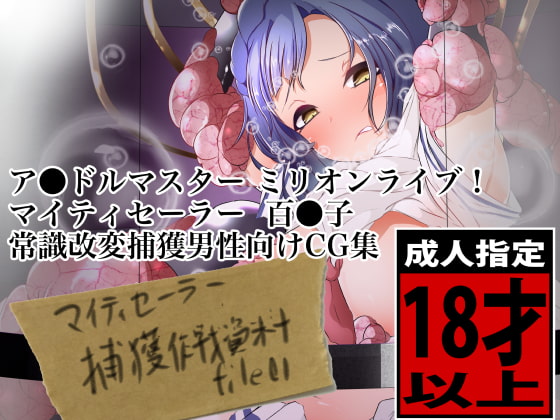 ア●ドルマスター ミリオンライブ！
マイティセーラー 百●子
常識改変捕獲男性向けCG集
成人指定
18才
以上
マイティセーラー
捕獲作戦資料
file01